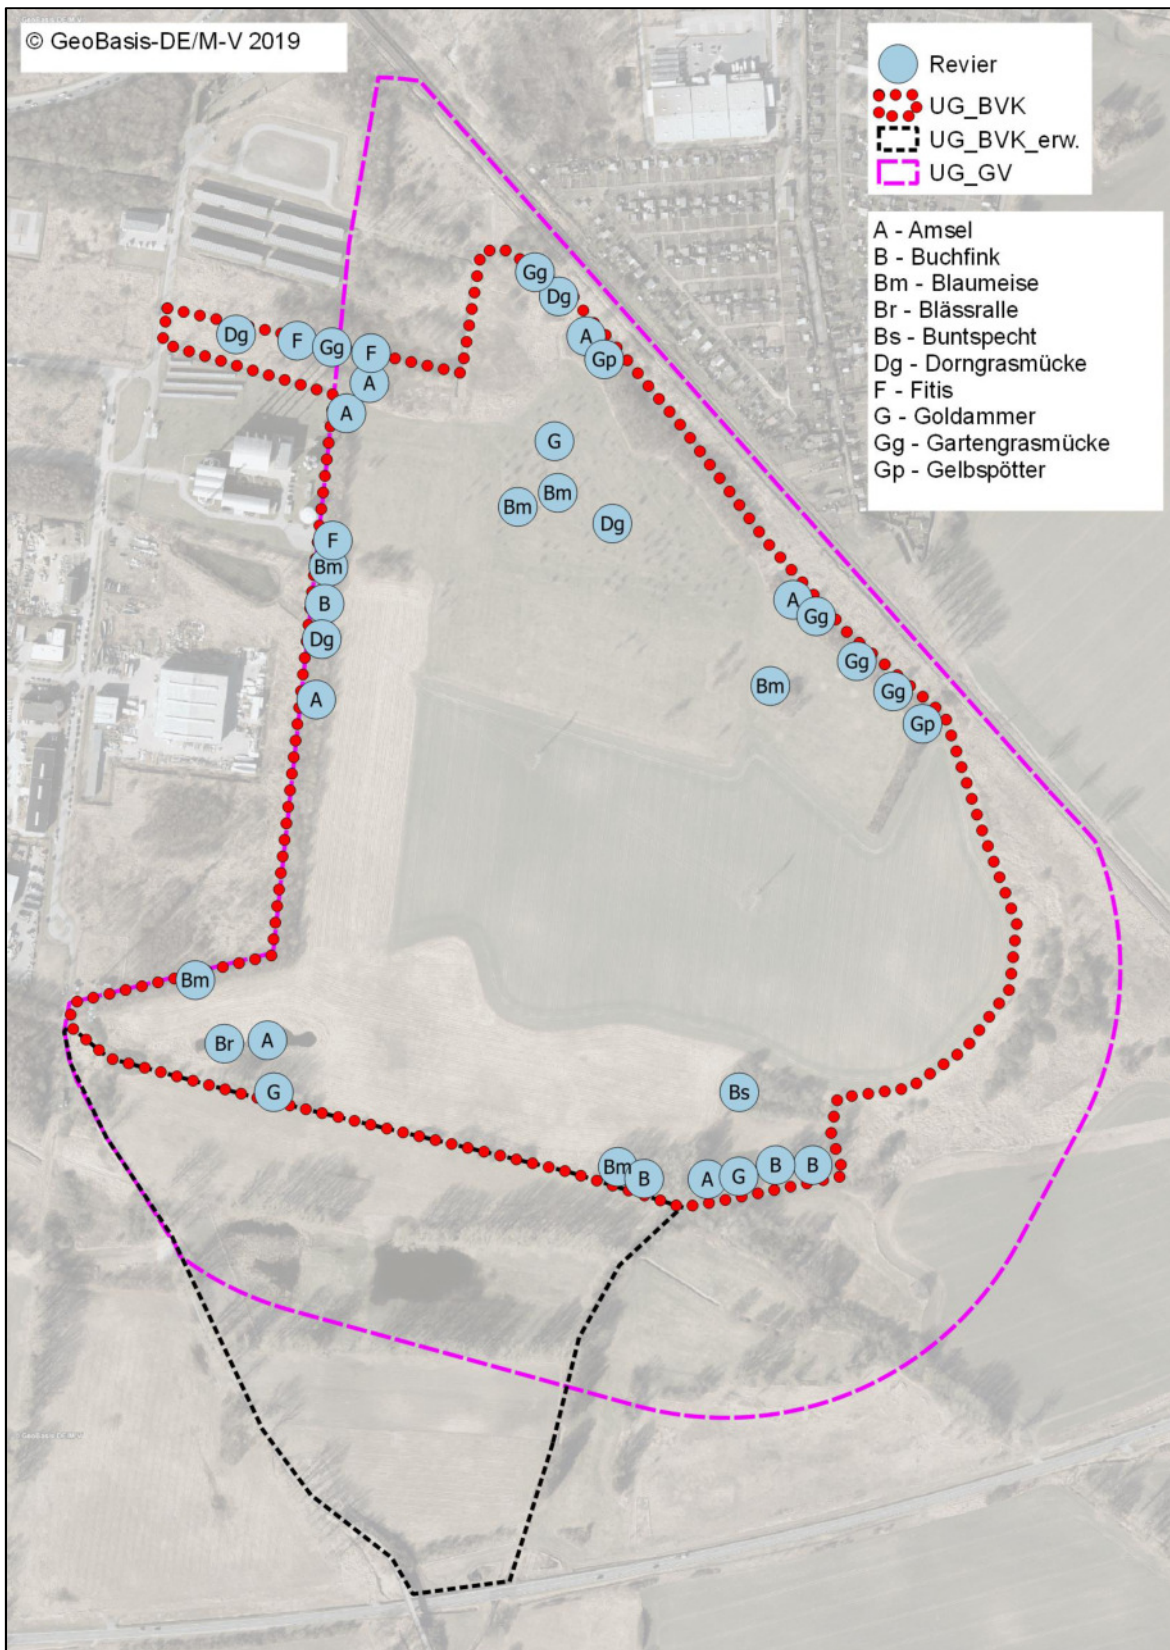 © GeoBasis-DE/M-V 2019
Revier
UG_BVK
UG_BVK_erw.
UG_GV
A - Amsel
B - Buchfink
Bm - Blaumeise
Br - Blässralle
Bs - Buntspecht
Dg - Dorngrasmücke
F - Fitis
G - Goldammer
Gg - Gartengrasmücke
Gp - Gelbspötter
Gg
Dg
A
Gp
Dg
F
Gg
F
A
A
G
Bm
Bm
Dg
F
Bm
B
Dg
A
A
Gg
Gg
Gg
Gp
Bm
Bm
Br
A
G
Bs
Bm
B
A
G
B
B
© GeoBasis-DE/M-V